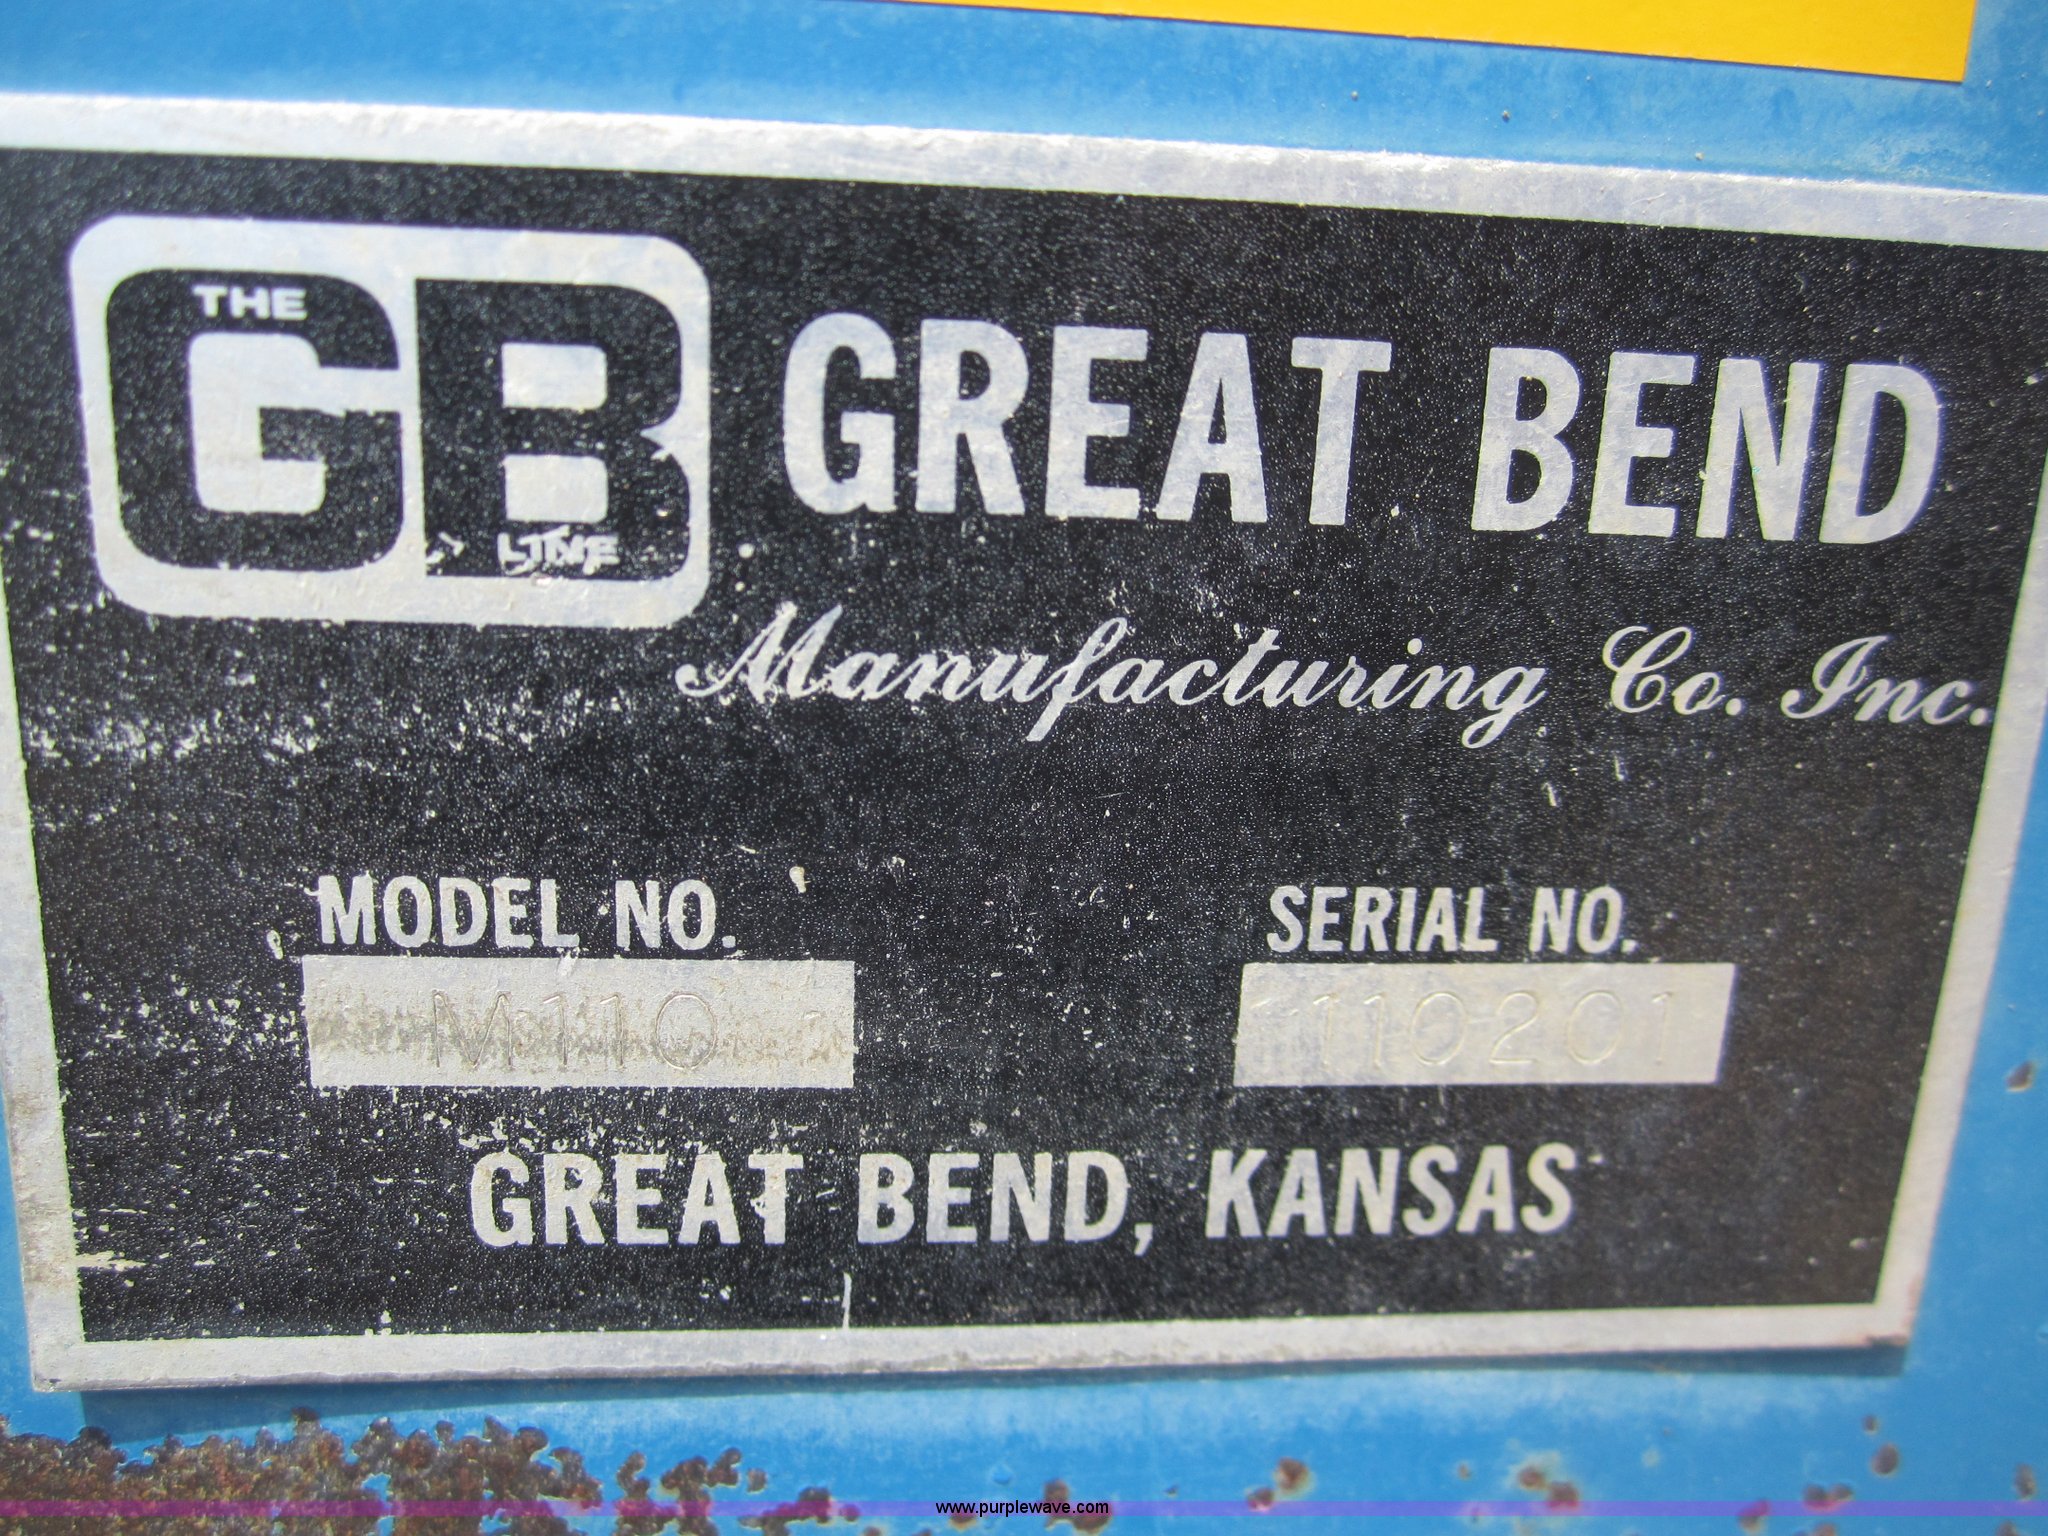 THE
GB
LINE
GREAT BEND
Manufacturing Co. Inc.
MODEL NO. SERIAL NO.
M110 1110201
GREAT BEND, KANSAS
www.purplewave.com